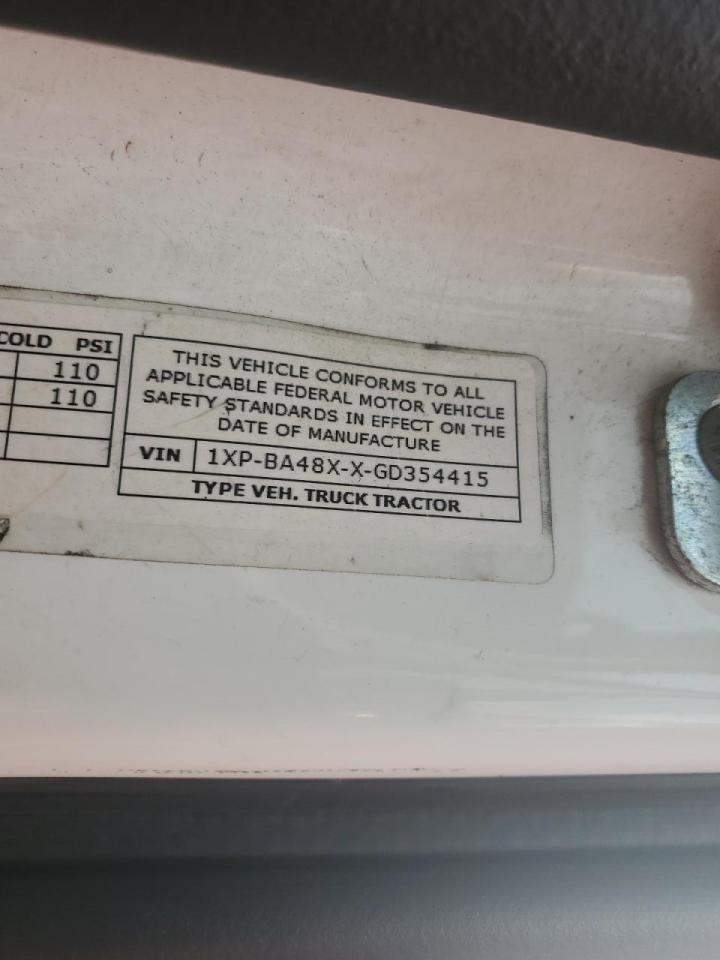 COLD PSI
110
110
THIS VEHICLE CONFORMS TO ALL
APPLICABLE FEDERAL MOTOR VEHICLE
SAFETY STANDARDS IN EFFECT ON THE
DATE OF MANUFACTURE
VIN 1XP-BA48X-X-GD354415
TYPE VEH. TRUCK TRACTOR